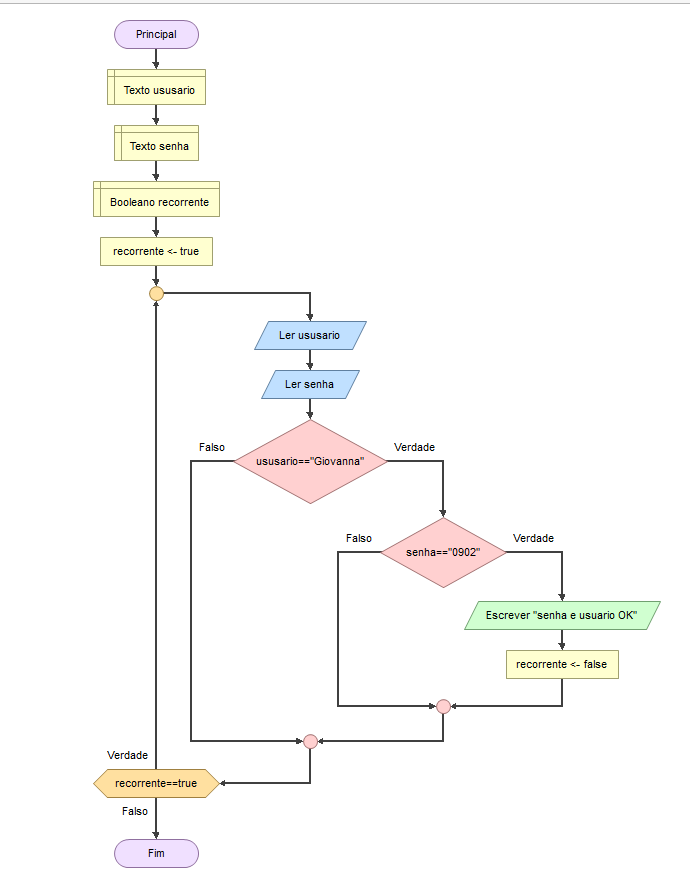 Principal
Texto ususario
Texto senha
Booleano recorrente
recorrente <- true
Ler ususario
Ler senha
Falso
Verdade
ususario=="Giovanna"
Falso
Verdade
senha=="0902"
Escrever "senha e usuario OK"
recorrente <- false
Verdade
recorrente==true
Falso
Fim